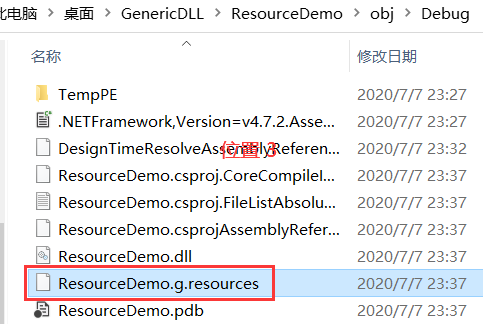 此电脑 > 桌面 > GenericDLL > ResourceDemo > obj > Debug
名称 修改日期
TempPE 2020/7/7 23:27
.NETFramework,Version=v4.7.2.Asse... 2020/7/7 23:27
DesignTimeResolveAssemblyReferen... 2020/7/7 23:32
位置 3
ResourceDemo.csproj.CoreCompileI... 2020/7/7 23:37
ResourceDemo.csproj.FileListAbsolu... 2020/7/7 23:37
ResourceDemo.csprojAssemblyRefer... 2020/7/7 23:37
ResourceDemo.dll 2020/7/7 23:37
ResourceDemo.g.resources 2020/7/7 23:37
ResourceDemo.pdb 2020/7/7 23:37